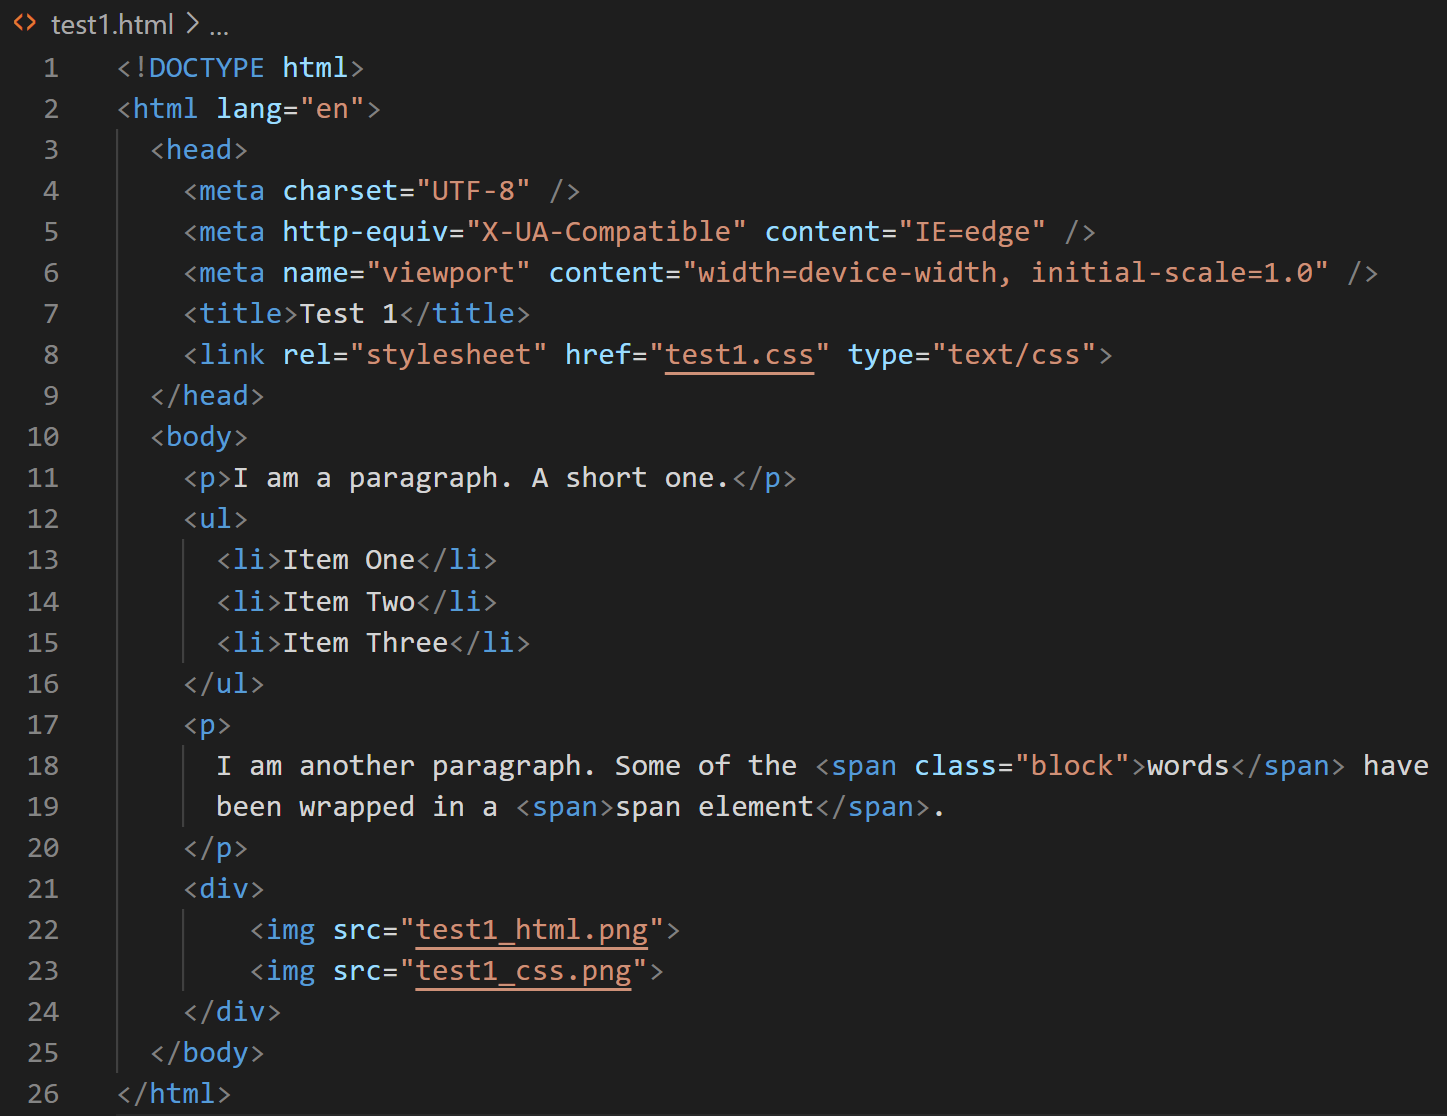 test1.html > ...
1 <!DOCTYPE html>
2 <html lang="en">
3   <head>
4     <meta charset="UTF-8" />
5     <meta http-equiv="X-UA-Compatible" content="IE=edge" />
6     <meta name="viewport" content="width=device-width, initial-scale=1.0" />
7     <title>Test 1</title>
8     <link rel="stylesheet" href="test1.css" type="text/css">
9   </head>
10   <body>
11     <p>I am a paragraph. A short one.</p>
12     <ul>
13       <li>Item One</li>
14       <li>Item Two</li>
15       <li>Item Three</li>
16     </ul>
17     <p>
18       I am another paragraph. Some of the <span class="block">words</span> have
19       been wrapped in a <span>span element</span>.
20     </p>
21     <div>
22         <img src="test1_html.png">
23         <img src="test1_css.png">
24     </div>
25   </body>
26 </html>